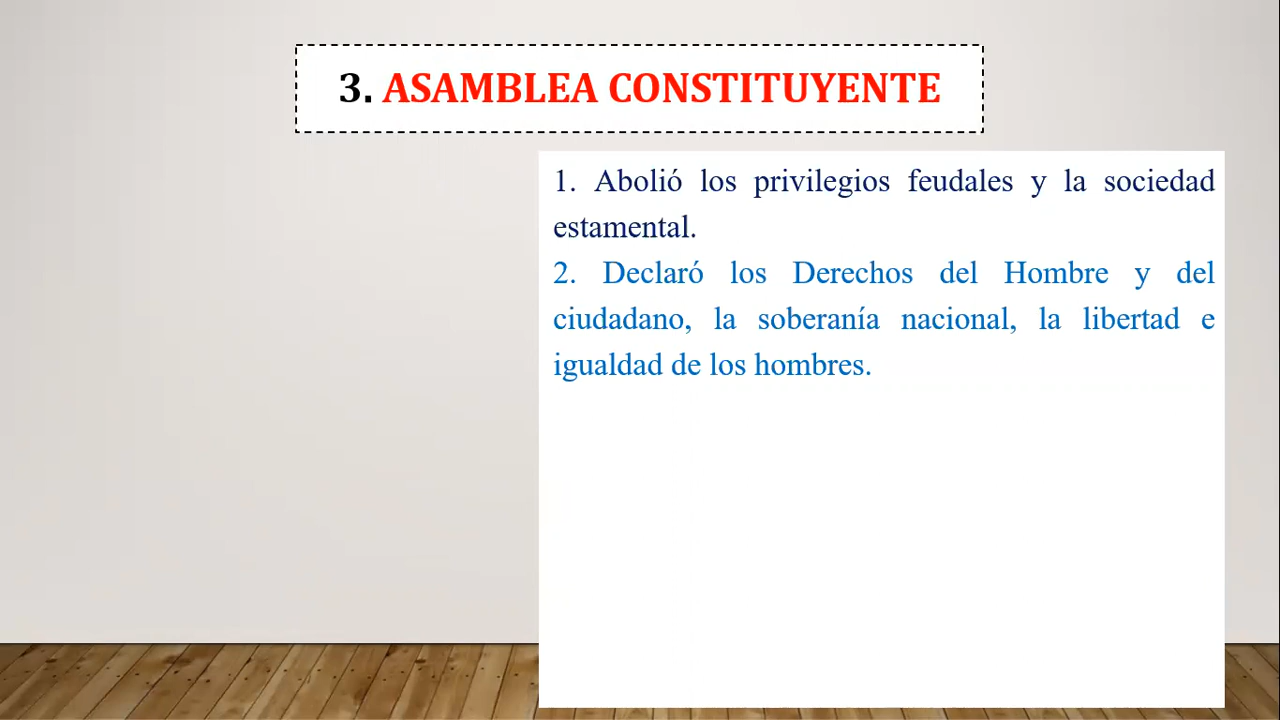 3. ASAMBLEA CONSTITUYENTE
1. Abolió los privilegios feudales y la sociedad
estamental.
2. Declaró los Derechos del Hombre y del
ciudadano, la soberanía nacional, la libertad e
igualdad de los hombres.